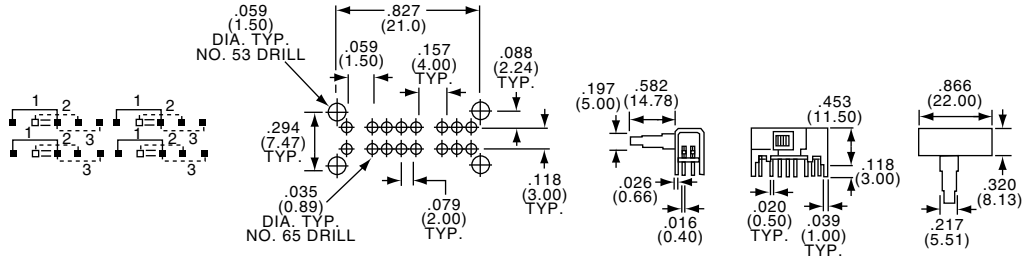 1 2 3
1 2 3
1 2 3
1 2 3
.059
(1.50)
DIA. TYP.
NO. 53 DRILL
.827
(21.0)
.059
(1.50)
.157
(4.00)
TYP.
.088
(2.24)
TYP.
.294
(7.47)
TYP.
.035
(0.89)
DIA. TYP.
NO. 65 DRILL
.079
(2.00)
TYP.
.118
(3.00)
TYP.
.197
(5.00)
.582
(14.78)
.026
(0.66)
.016
(0.40)
.453
(11.50)
.118
(3.00)
.020
(0.50)
TYP.
.039
(1.00)
TYP.
.866
(22.00)
.320
(8.13)
.217
(5.51)